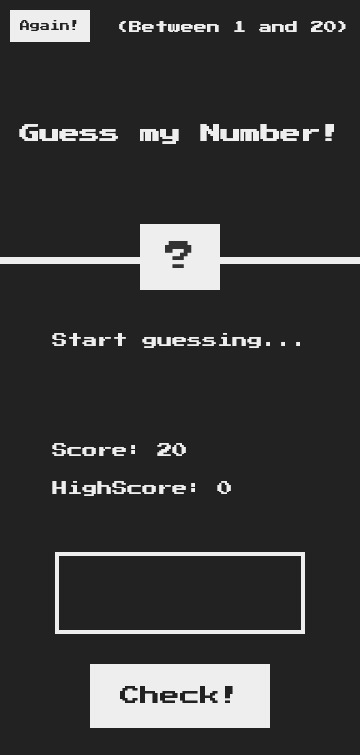 Again! (Between 1 and 20)
Guess my Number!
?
Start guessing...
Score: 20
HighScore: 0
Check!